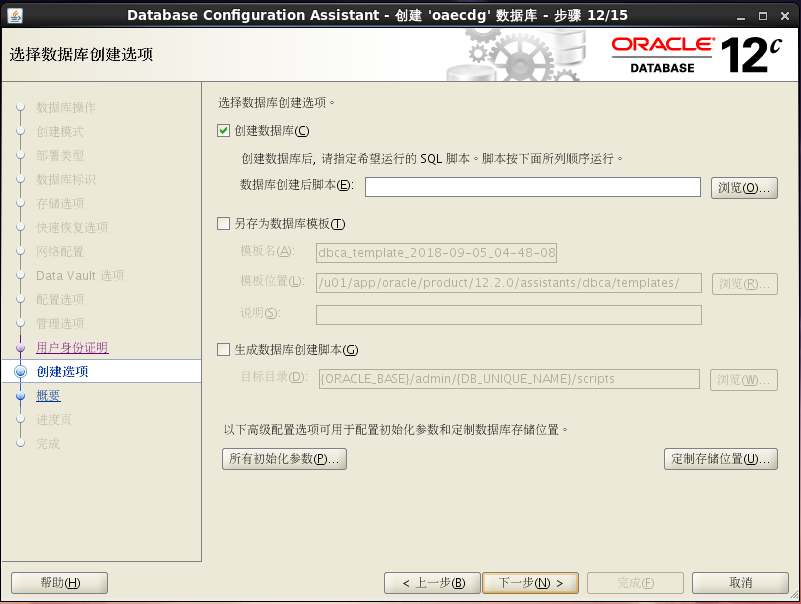 Database Configuration Assistant - 创建 'oaecdg' 数据库 - 步骤 12/15
选择数据库创建选项
ORACLE
DATABASE
12c
数据库操作
创建模式
部署类型
数据库标识
存储选项
快速恢复选项
网络配置
Data Vault 选项
配置选项
管理选项
用户身份证明
创建选项
概要
进度页
完成
选择数据库创建选项。
创建数据库(C)
创建数据库后, 请指定希望运行的 SQL 脚本。脚本按下面所列顺序运行。
数据库创建后脚本(E):
浏览(O)...
另存为数据库模板(T)
模板名(A): dbca_template_2018-09-05_04-48-08
模板位置(L): /u01/app/oracle/product/12.2.0/assistants/dbca/templates/ 浏览(R)...
说明(S):
生成数据库创建脚本(G)
目标目录(D): {ORACLE_BASE}/admin/{DB_UNIQUE_NAME}/scripts 浏览(W)...
以下高级配置选项可用于配置初始化参数和定制数据库存储位置。
所有初始化参数(P)... 定制存储位置(U)...
帮助(H) < 上一步(B) 下一步(N) > 完成(F) 取消